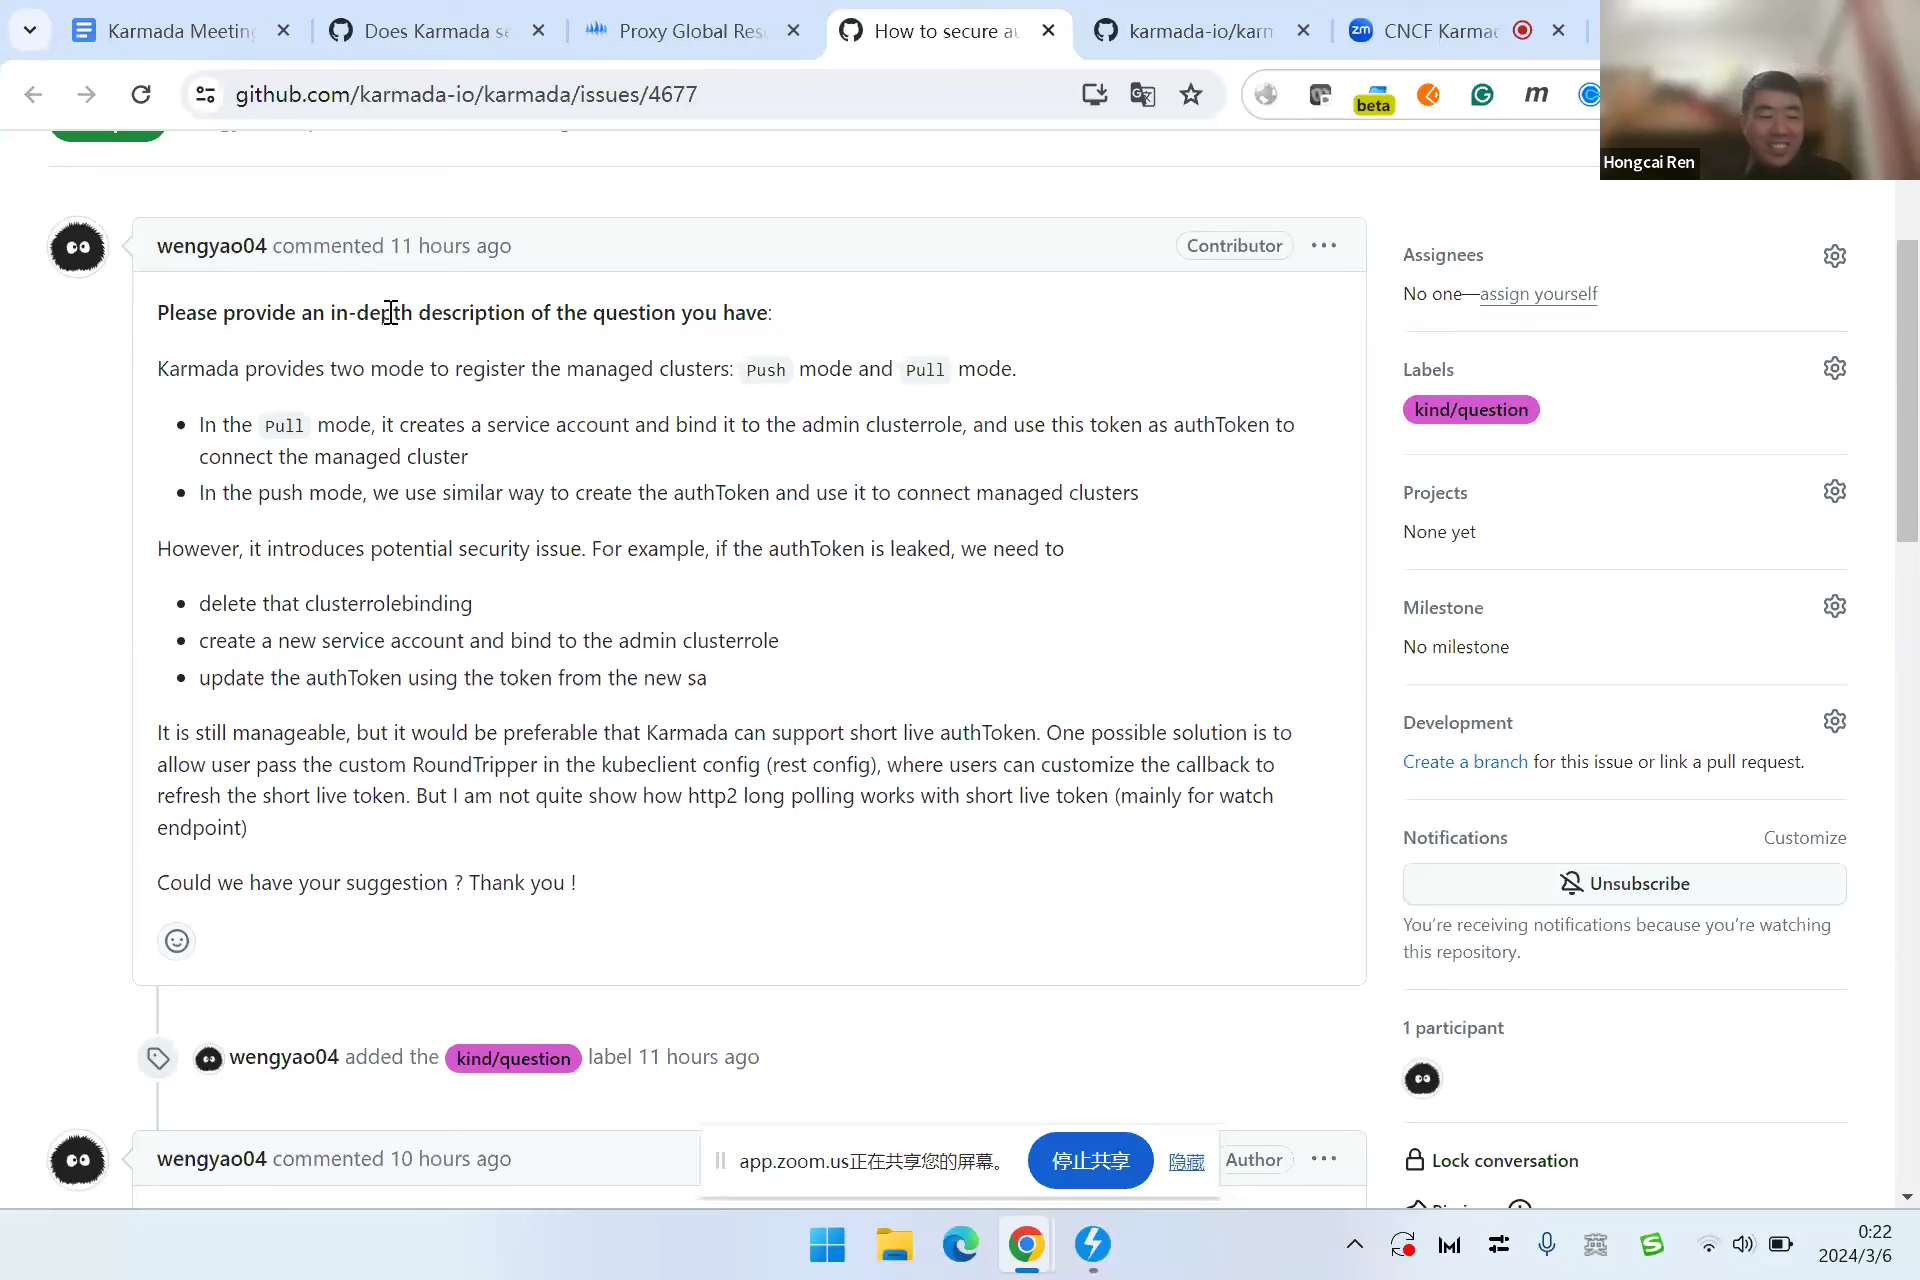 Karmada Meetin
Does Karmada se
Proxy Global Res
How to secure au
karmada-io/karm
zm CNCF Karmac
github.com/karmada-io/karmada/issues/4677
beta
m
Hongcai Ren
wengyao04 commented 11 hours ago
Contributor
Please provide an in-depth description of the question you have:
Karmada provides two mode to register the managed clusters: Push mode and Pull mode.
In the Pull mode, it creates a service account and bind it to the admin clusterrole, and use this token as authToken to
connect the managed cluster
In the push mode, we use similar way to create the authToken and use it to connect managed clusters
However, it introduces potential security issue. For example, if the authToken is leaked, we need to
delete that clusterrolebinding
create a new service account and bind to the admin clusterrole
update the authToken using the token from the new sa
It is still manageable, but it would be preferable that Karmada can support short live authToken. One possible solution is to
allow user pass the custom RoundTripper in the kubeclient config (rest config), where users can customize the callback to
refresh the short live token. But I am not quite show how http2 long polling works with short live token (mainly for watch
endpoint)
Could we have your suggestion ? Thank you !
wengyao04 added the kind/question label 11 hours ago
wengyao04 commented 10 hours ago
Author
app.zoom.us正在共享您的屏幕。 停止共享 隐藏
Assignees
No one—assign yourself
Labels
kind/question
Projects
None yet
Milestone
No milestone
Development
Create a branch for this issue or link a pull request.
Notifications
Customize
Unsubscribe
You're receiving notifications because you're watching
this repository.
1 participant
Lock conversation
英
0:22
2024/3/6